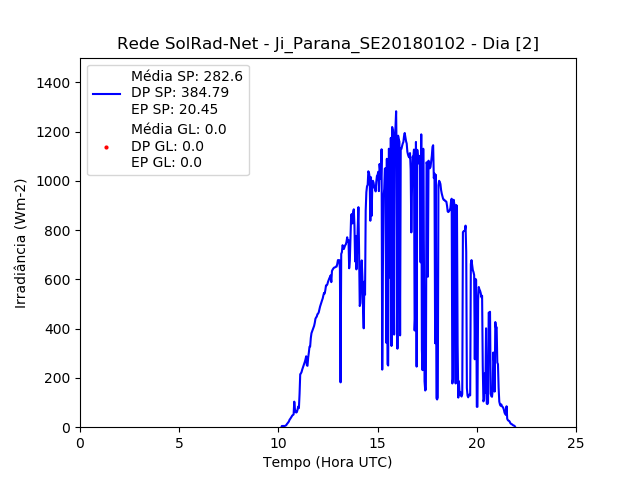 Rede SolRad-Net - Ji_Parana_SE20180102 - Dia [2]
Média SP: 282.6
DP SP: 384.79
EP SP: 20.45
Média GL: 0.0
DP GL: 0.0
EP GL: 0.0
Irradiância (Wm-2)
1400
1200
1000
800
600
400
200
0
0 5 10 15 20 25
Tempo (Hora UTC)